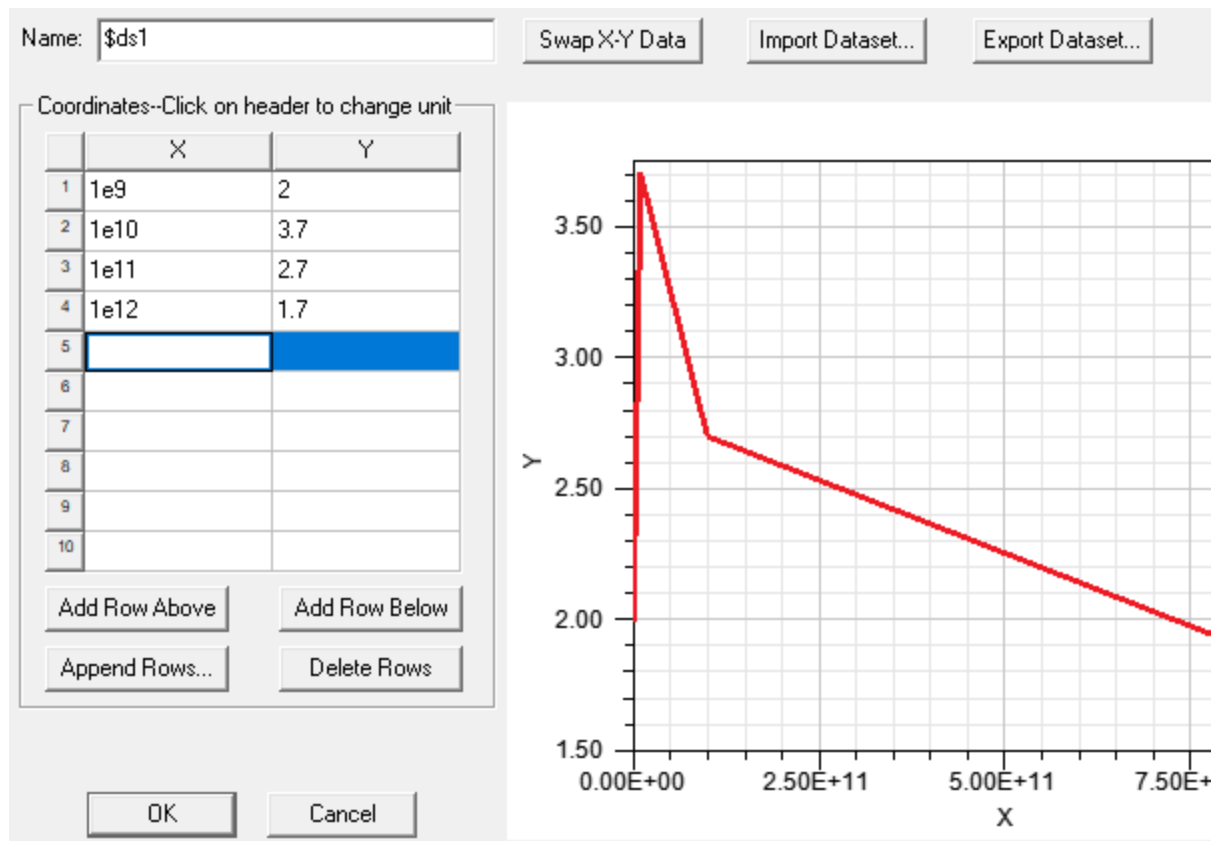 Name: $ds1 Swap X-Y Data Import Dataset... Export Dataset...
Coordinates--Click on header to change unit
X Y
1 1e9 2
2 1e10 3.7
3 1e11 2.7
4 1e12 1.7
5
6
7
8
9
10
Add Row Above Add Row Below
Append Rows... Delete Rows
OK Cancel
3.50
3.00
2.50
2.00
1.50
Y
0.00E+00 2.50E+11 5.00E+11 7.50E+
X